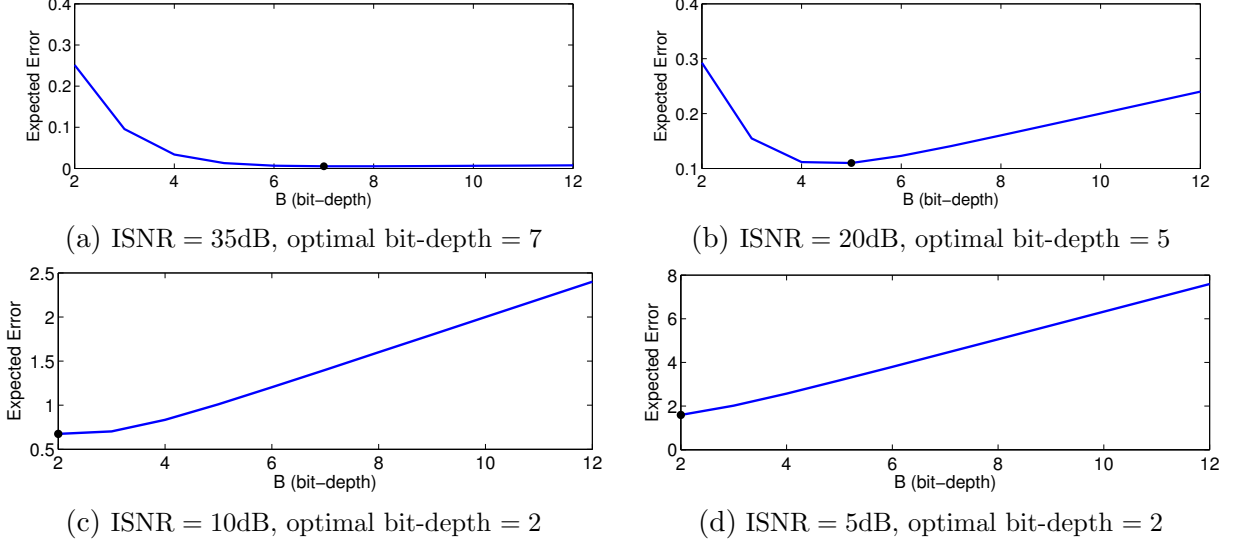 0.4
0.3
0.2
0.1
0
Expected Error
2 4 6 8 10 12
B (bit−depth)
(a) ISNR = 35dB, optimal bit-depth = 7
0.4
0.3
0.2
0.1
Expected Error
2 4 6 8 10 12
B (bit−depth)
(b) ISNR = 20dB, optimal bit-depth = 5
2.5
2
1.5
1
0.5
Expected Error
2 4 6 8 10 12
B (bit−depth)
(c) ISNR = 10dB, optimal bit-depth = 2
8
6
4
2
0
Expected Error
2 4 6 8 10 12
B (bit−depth)
(d) ISNR = 5dB, optimal bit-depth = 2